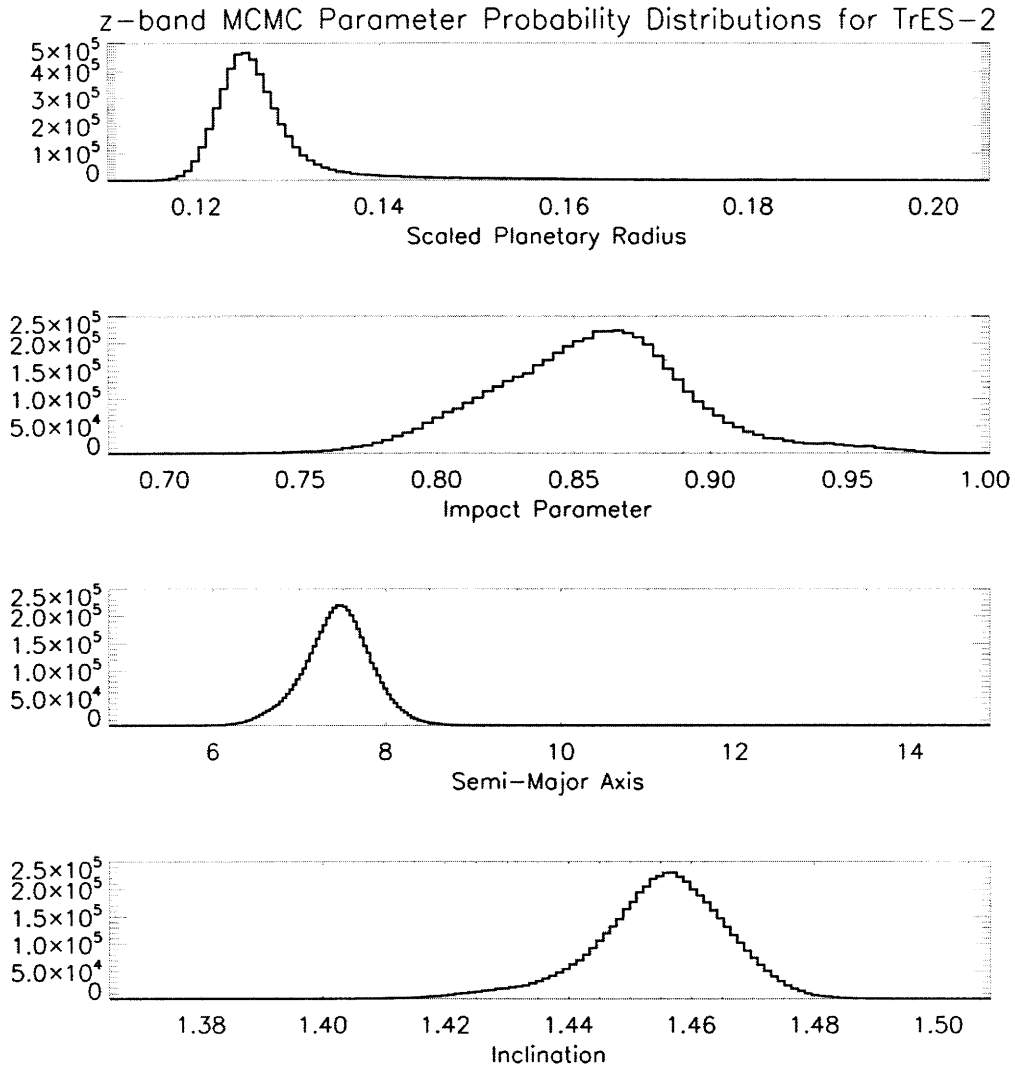 z-band MCMC Parameter Probability Distributions for TrES-2
5×10⁵
4×10⁵
3×10⁵
2×10⁵
1×10⁵
0
0.12 0.14 0.16 0.18 0.20
Scaled Planetary Radius
2.5×10⁵
2.0×10⁵
1.5×10⁵
1.0×10⁵
5.0×10⁴
0
0.70 0.75 0.80 0.85 0.90 0.95 1.00
Impact Parameter
2.5×10⁵
2.0×10⁵
1.5×10⁵
1.0×10⁵
5.0×10⁴
0
6 8 10 12 14
Semi-Major Axis
2.5×10⁵
2.0×10⁵
1.5×10⁵
1.0×10⁵
5.0×10⁴
0
1.38 1.40 1.42 1.44 1.46 1.48 1.50
Inclination